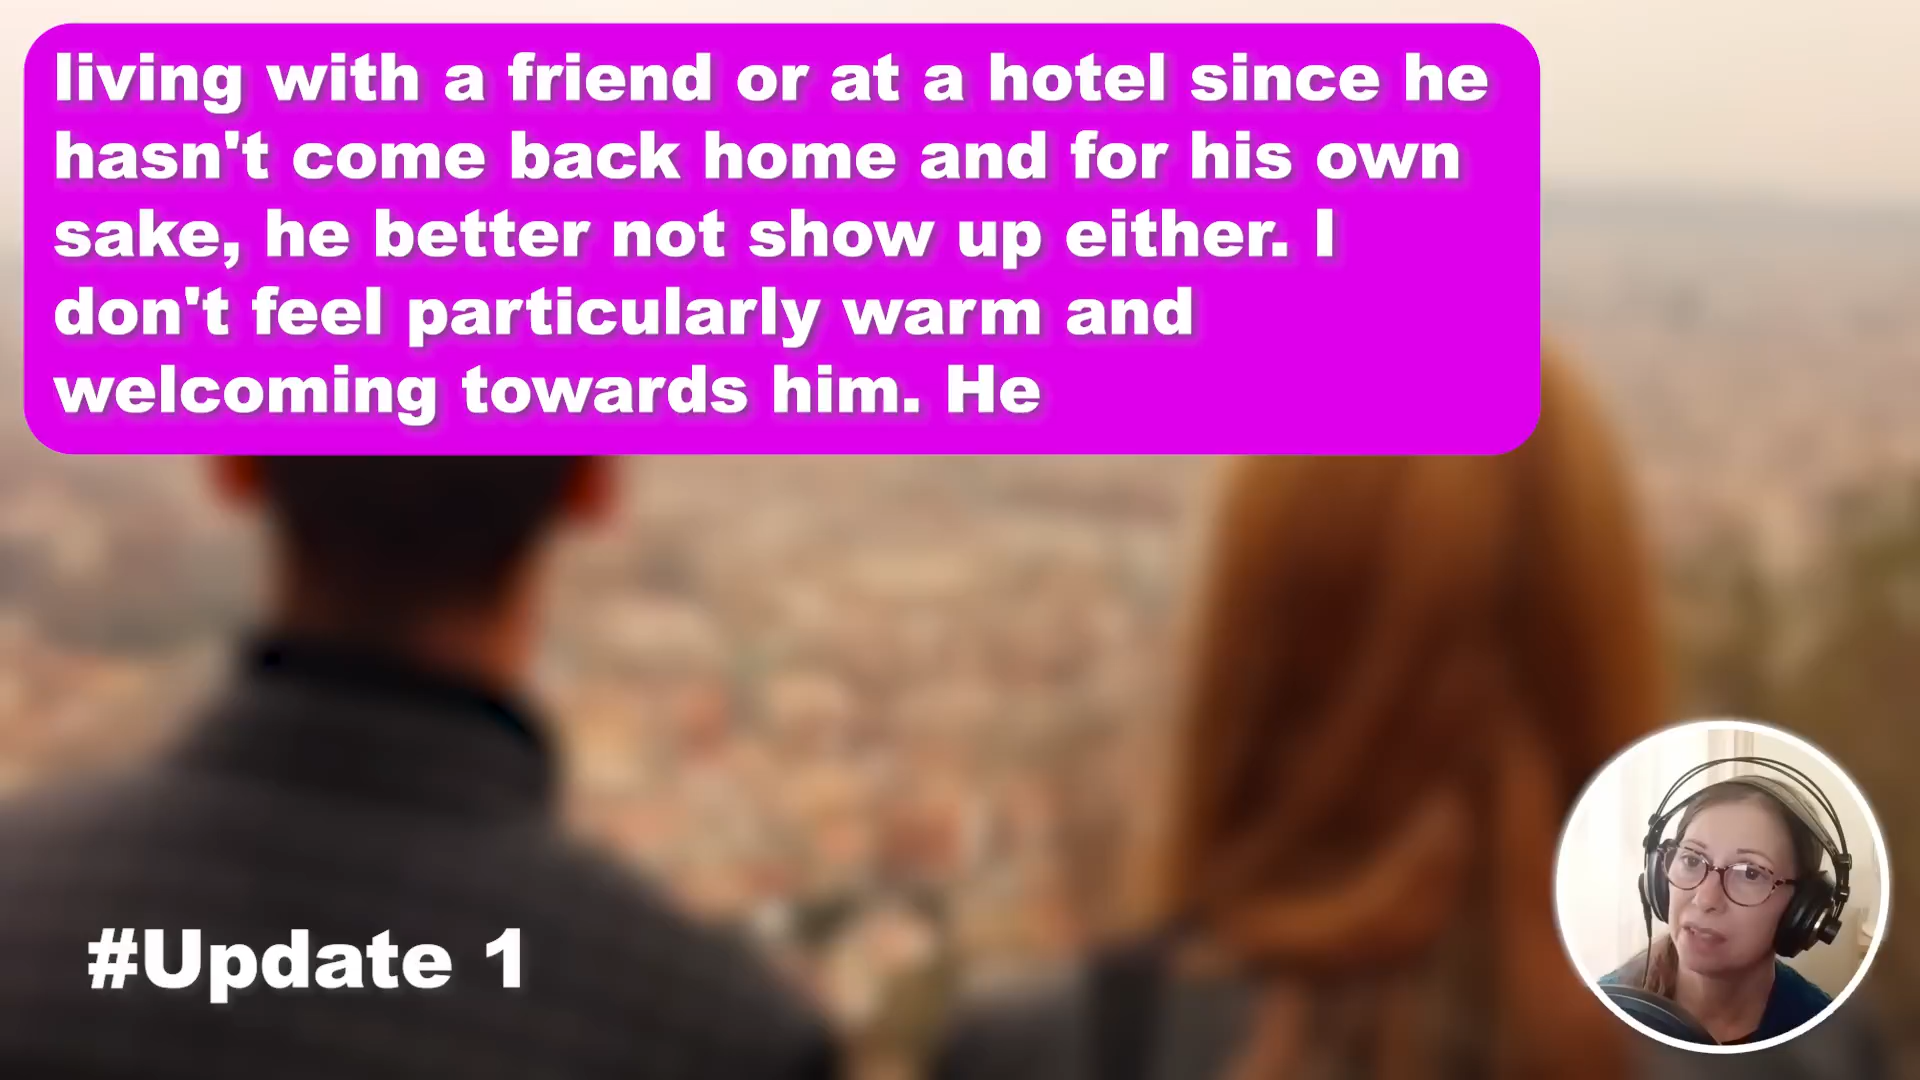 living with a friend or at a hotel since he
hasn't come back home and for his own
sake, he better not show up either. I
don't feel particularly warm and
welcoming towards him. He
#Update 1